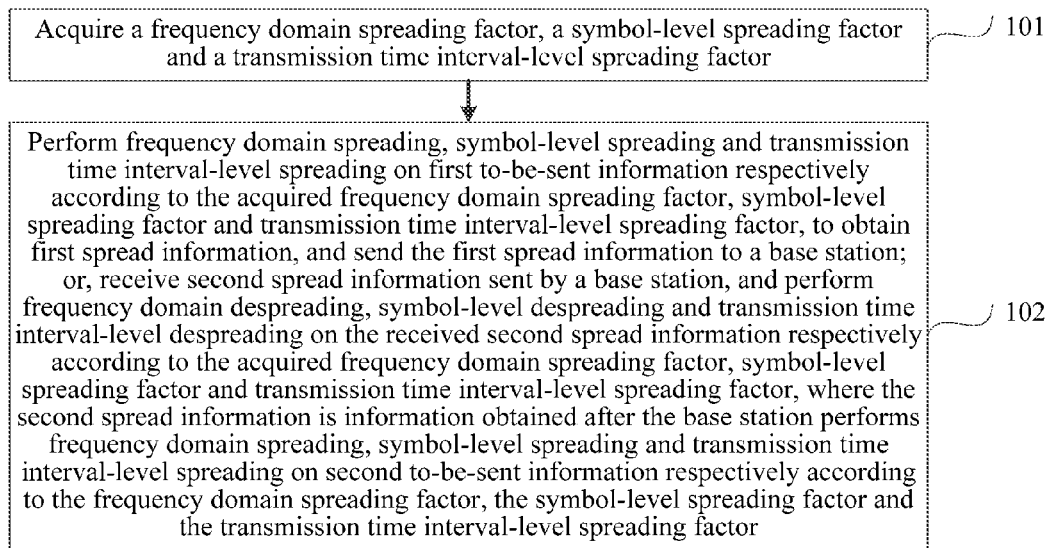 Acquire a frequency domain spreading factor, a symbol-level spreading factor
and a transmission time interval-level spreading factor
101
Perform frequency domain spreading, symbol-level spreading and transmission
time interval-level spreading on first to-be-sent information respectively
according to the acquired frequency domain spreading factor, symbol-level
spreading factor and transmission time interval-level spreading factor, to obtain
first spread information, and send the first spread information to a base station;
or, receive second spread information sent by a base station, and perform
frequency domain despreading, symbol-level despreading and transmission time
interval-level despreading on the received second spread information respectively
according to the acquired frequency domain spreading factor, symbol-level
spreading factor and transmission time interval-level spreading factor, where the
second spread information is information obtained after the base station performs
frequency domain spreading, symbol-level spreading and transmission time
interval-level spreading on second to-be-sent information respectively according
to the frequency domain spreading factor, the symbol-level spreading factor and
the transmission time interval-level spreading factor
102